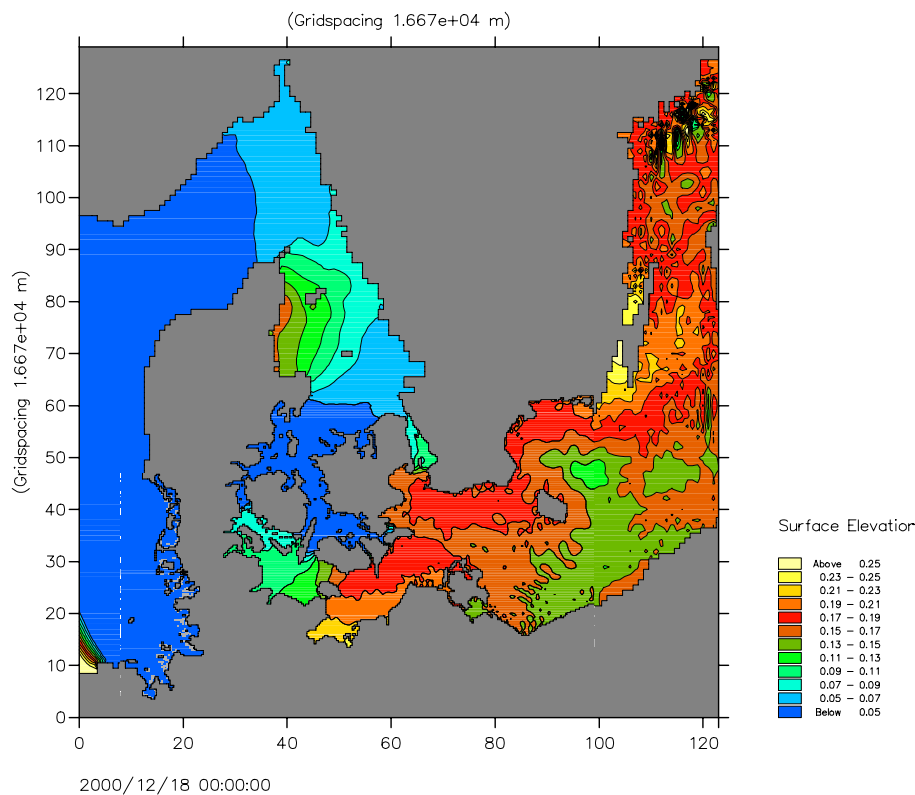 (Gridspacing 1.667e+04 m)
(Gridspacing 1.667e+04 m)
120
110
100
90
80
70
60
50
40
30
20
10
0
0 20 40 60 80 100 120
2000/12/18 00:00:00
Surface Elevation
Above 0.25
0.23 – 0.25
0.21 – 0.23
0.19 – 0.21
0.17 – 0.19
0.15 – 0.17
0.13 – 0.15
0.11 – 0.13
0.09 – 0.11
0.07 – 0.09
0.05 – 0.07
Below 0.05